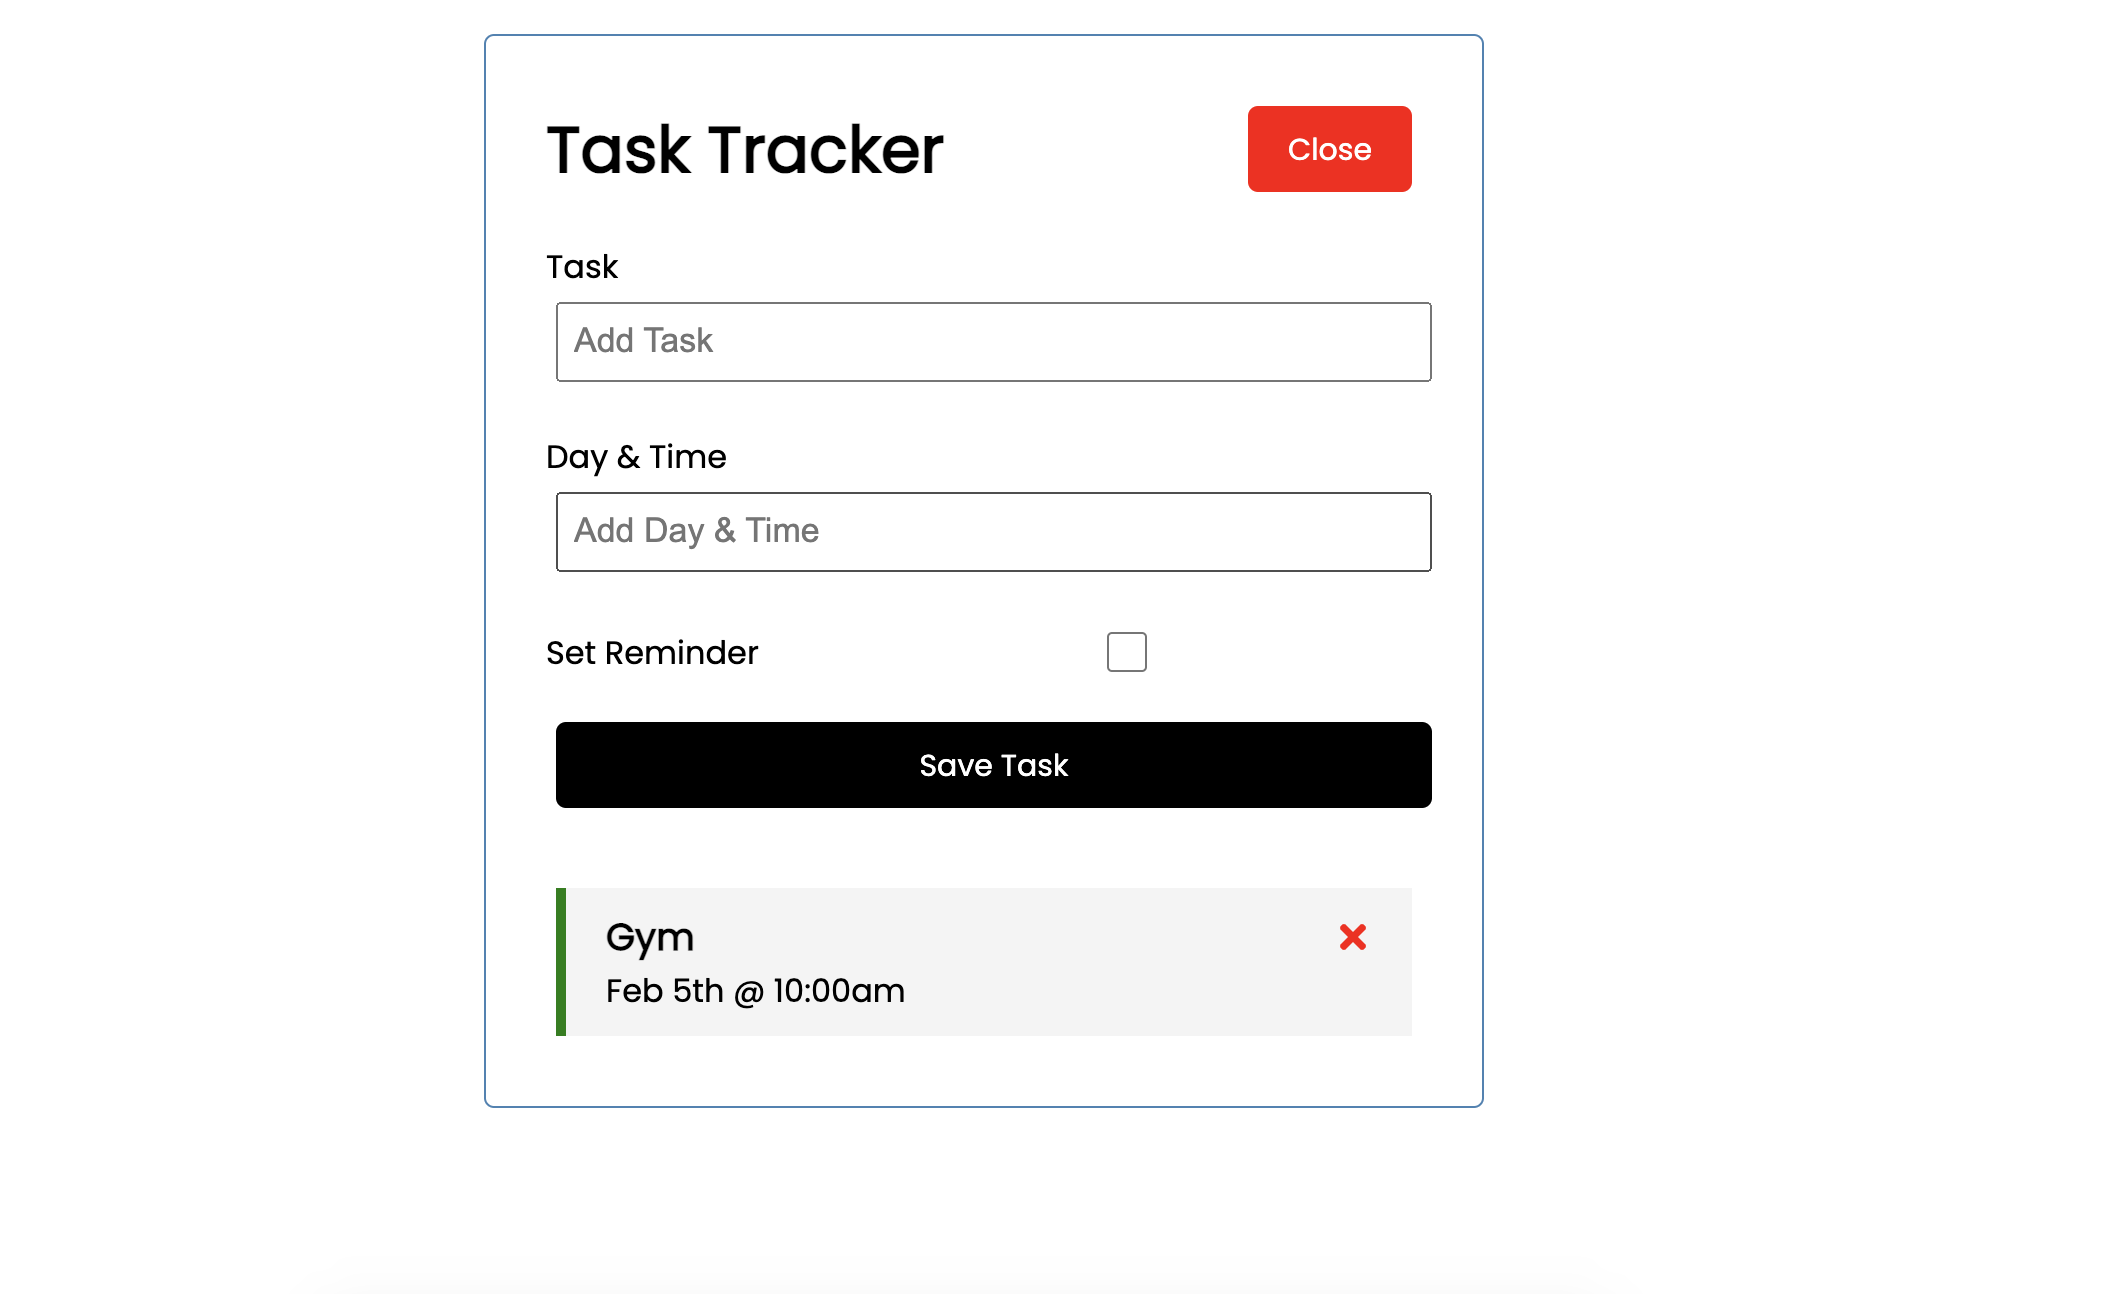 Task Tracker
Close
Task
Add Task
Day & Time
Add Day & Time
Set Reminder
Save Task
Gym
Feb 5th @ 10:00am